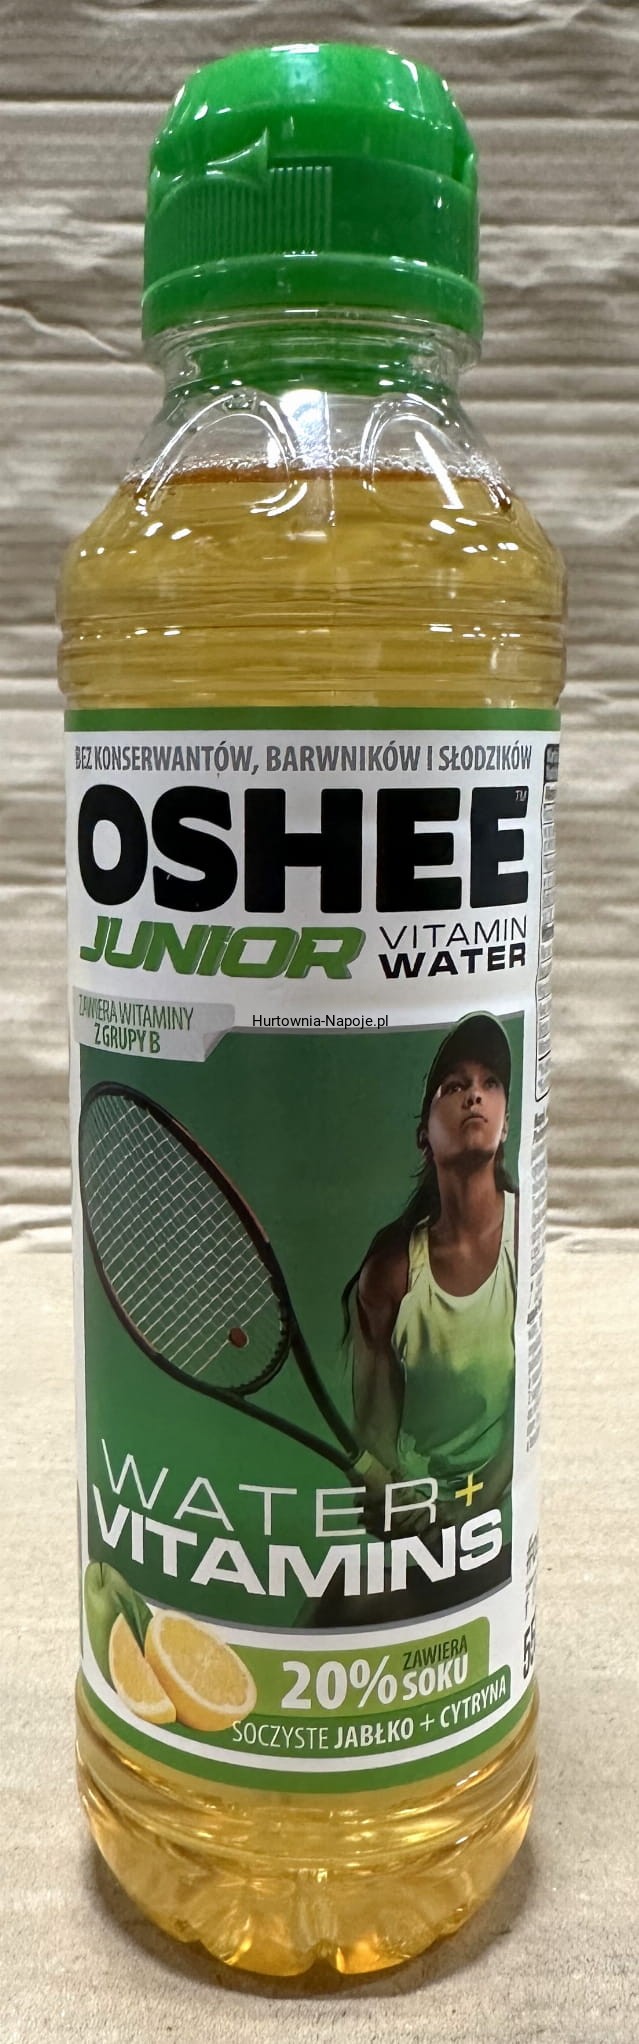 BEZ KONSERWANTÓW, BARWNIKÓW I SŁODZIKÓW
OSHEE™
JUNIOR VITAMIN
WATER
ZAWIERA WITAMINY
Z GRUPY B
Hurtownia-Napoje.pl
WATER+
VITAMINS
20% ZAWIERA
SOKU
SOCZYSTE JABŁKO + CYTRYNA